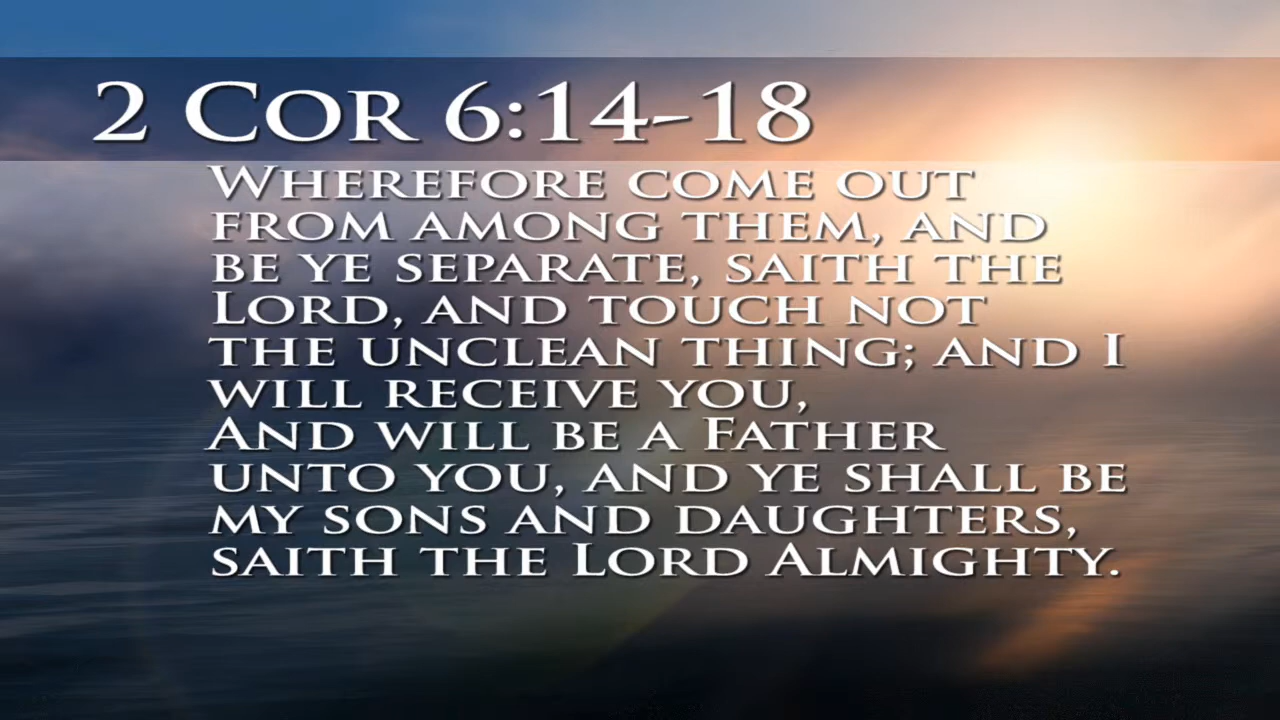 2 Cor 6:14-18
Wherefore come out
from among them, and
be ye separate, saith the
Lord, and touch not
the unclean thing; and I
will receive you,
And will be a Father
unto you, and ye shall be
my sons and daughters,
saith the Lord Almighty.